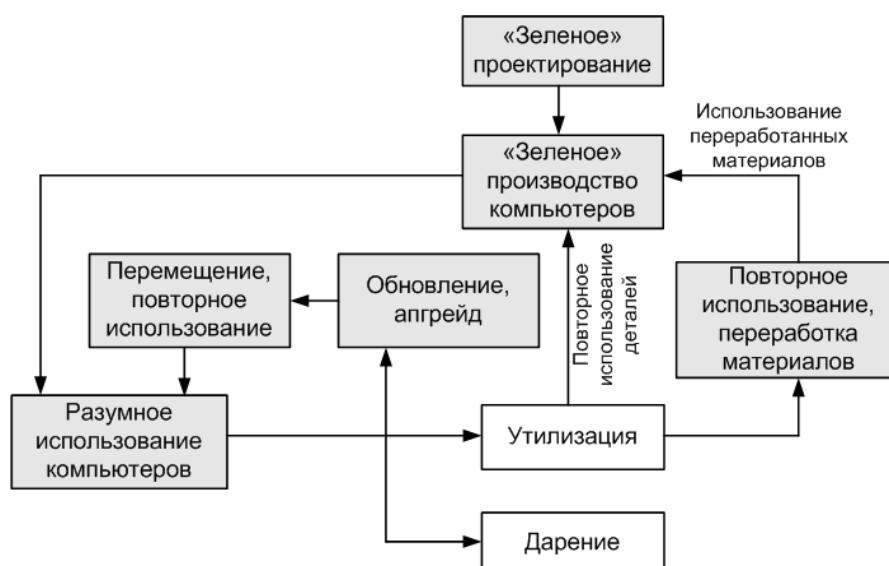 «Зеленое»
проектирование
Использование
переработанных
материалов
«Зеленое»
производство
компьютеров
Перемещение,
повторное
использование
Обновление,
апгрейд
Повторное
использование
деталей
Повторное
использование,
переработка
материалов
Разумное
использование
компьютеров
Утилизация
Дарение